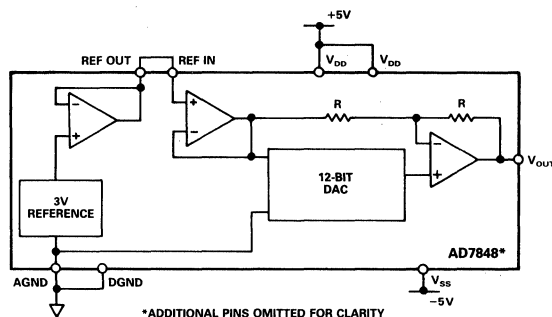 +5V
REF OUT
REF IN
VDD
VDD
R
R
VOUT
12-BIT
DAC
3V
REFERENCE
AD7848*
AGND
DGND
VSS
-5V
*ADDITIONAL PINS OMITTED FOR CLARITY